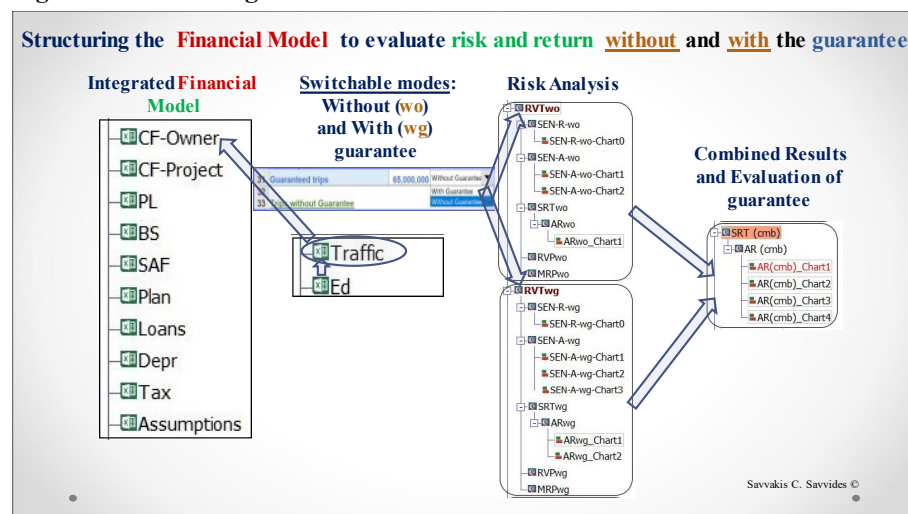 Structuring the Financial Model to evaluate risk and return without and with the guarantee
Integrated Financial
Model
CF-Owner
CF-Project
PL
BS
SAF
Plan
Loans
Depr
Tax
Assumptions
Switchable modes:
Without (wo)
and With (wg)
guarantee
31 Guaranteed trips 65,000,000 Without Guarantee
With Guarantee
33 Trips without Guarantee Without Guarantee
Traffic
Ed
Risk Analysis
RVTwo
SEN-R-wo
SEN-R-wo-Chart0
SEN-A-wo
SEN-A-wo-Chart1
SEN-A-wo-Chart2
SRTwo
ARwo
ARwo_Chart1
RVPwo
MRPwo
RVTwg
SEN-R-wg
SEN-R-wg-Chart0
SEN-A-wg
SEN-A-wg-Chart1
SEN-A-wg-Chart2
SEN-A-wg-Chart3
SRTwg
ARwg
ARwg_Chart1
ARwg_Chart2
RVPwg
MRPwg
Combined Results
and Evaluation of
guarantee
SRT (cmb)
AR (cmb)
AR(cmb)_Chart1
AR(cmb)_Chart2
AR(cmb)_Chart3
AR(cmb)_Chart4
Savvakis C. Savvides ©